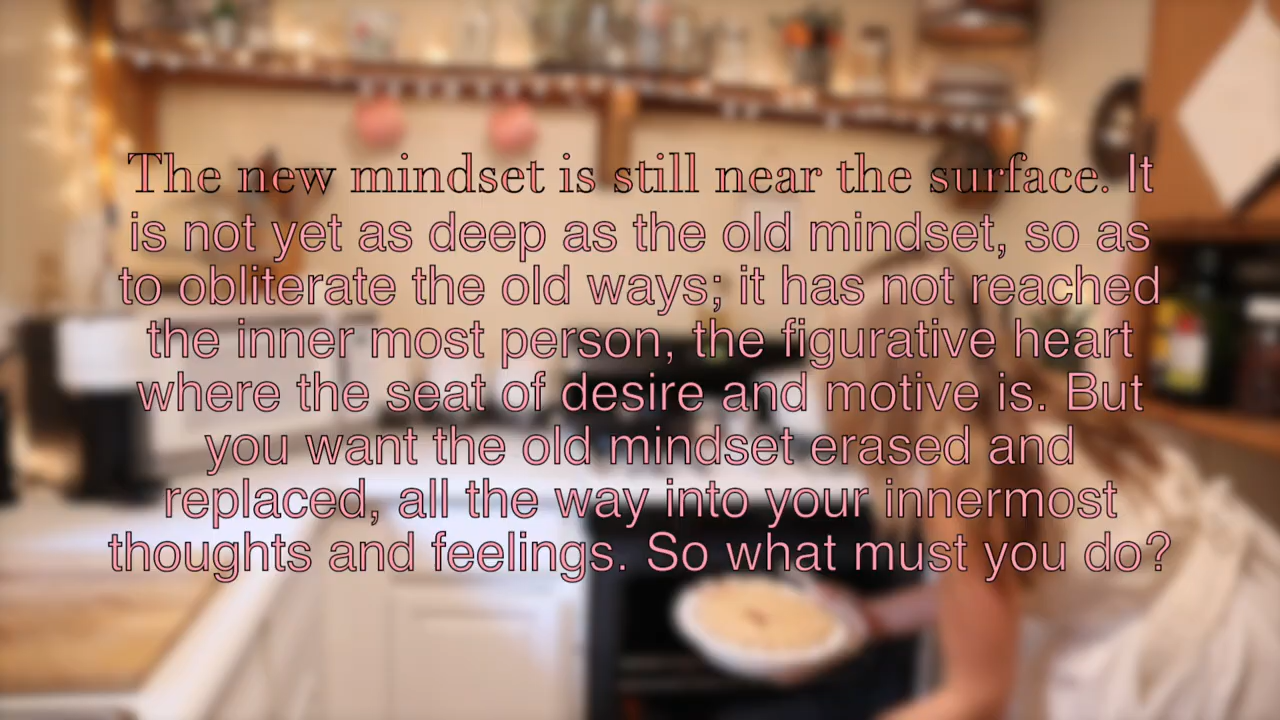 The new mindset is still near the surface. It
is not yet as deep as the old mindset, so as
to obliterate the old ways; it has not reached
the inner most person, the figurative heart
where the seat of desire and motive is. But
you want the old mindset erased and
replaced, all the way into your innermost
thoughts and feelings. So what must you do?